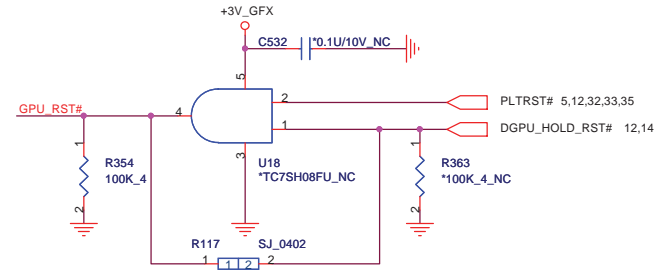 +3V_GFX
C532 *0.1U/10V_NC
5
GPU_RST# 4 2 PLTRST# 5,12,32,33,35
1 DGPU_HOLD_RST# 12,14
1 3 1
R354 U18 R363
100K_4 *TC7SH08FU_NC *100K_4_NC
2 2
R117 SJ_0402
1 1 2 2